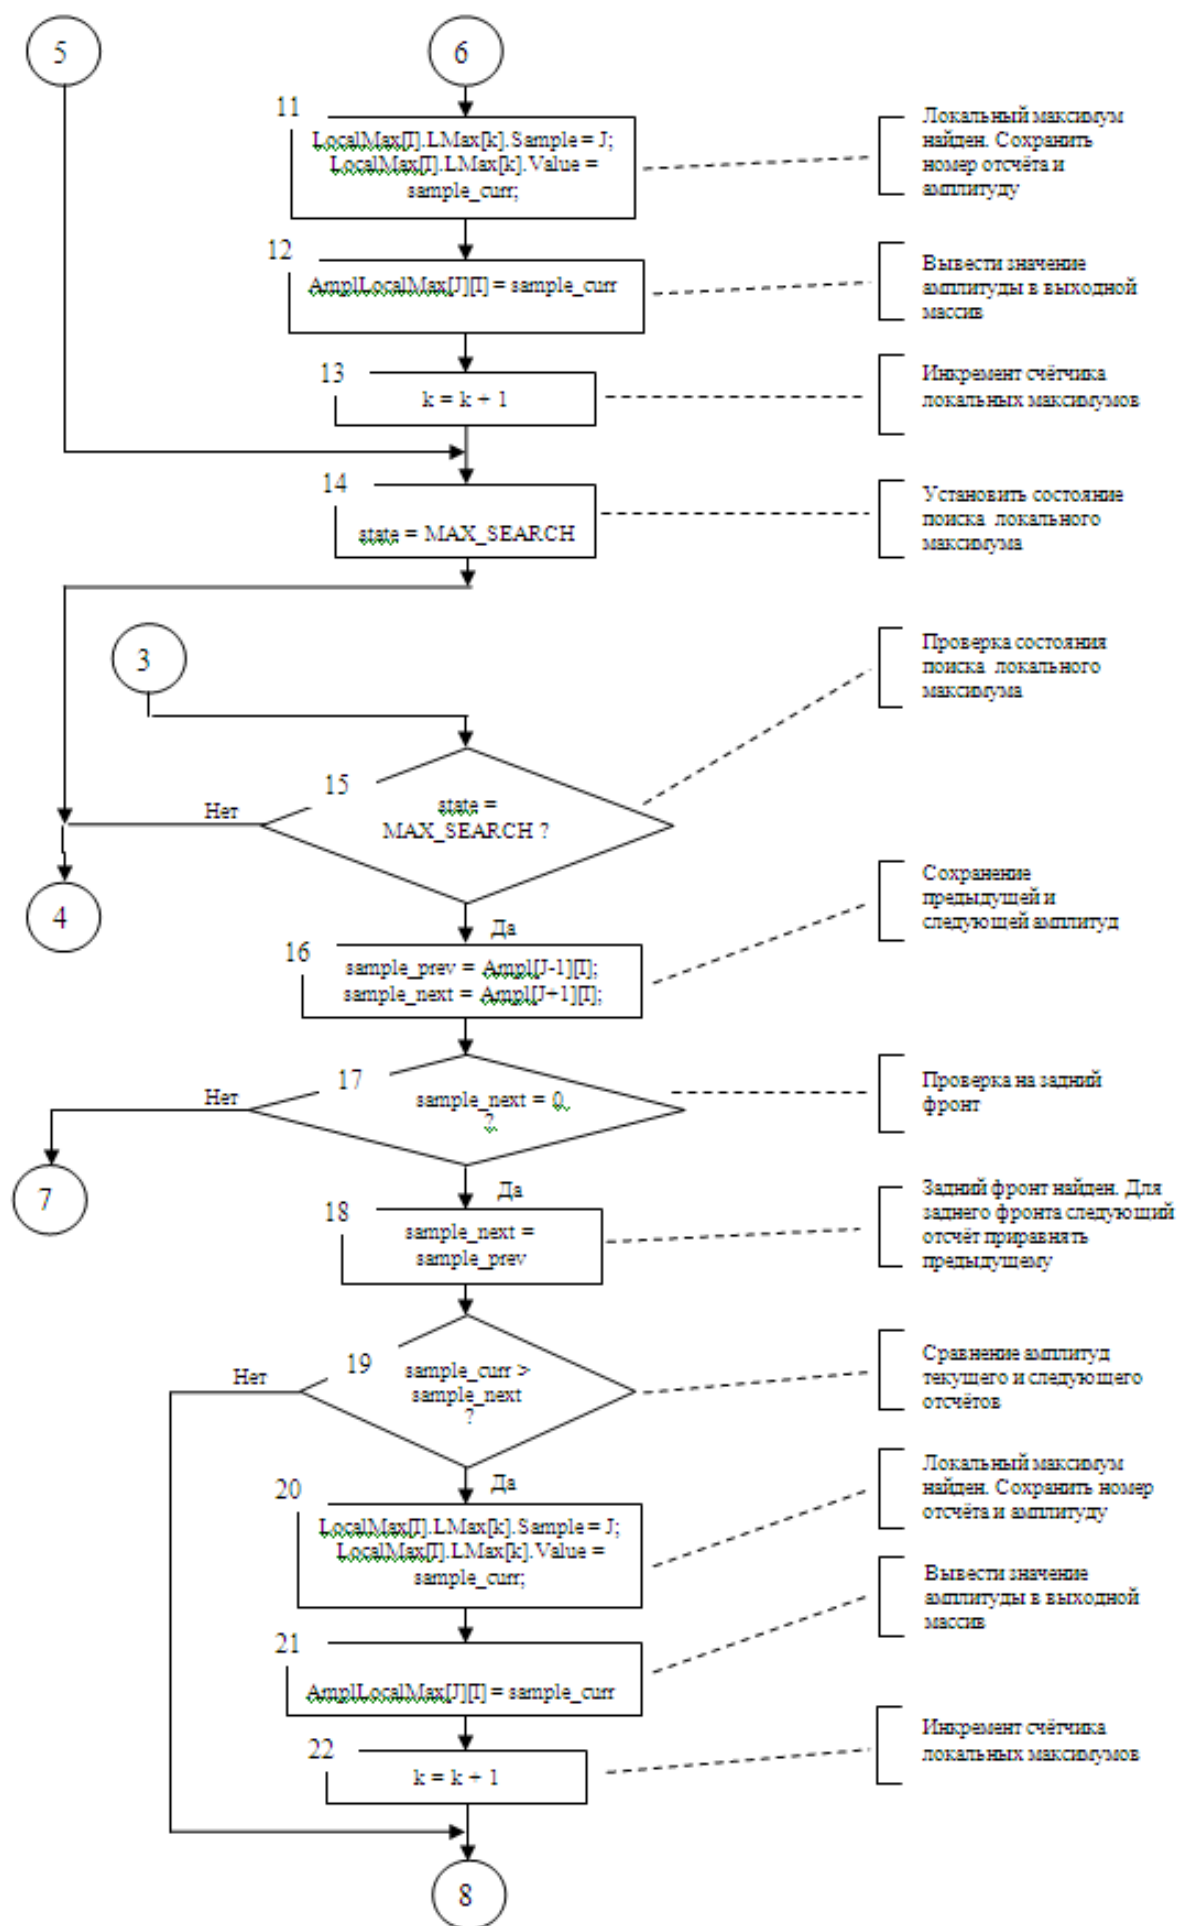 5
6
11
LocalMax[I].LMax[k].Sample = J;
LocalMax[I].LMax[k].Value =
sample_curr;
Локальный максимум
найден. Сохранить
номер отсчёта и
амплитуду
12
AmplLocalMax[J][I] = sample_curr
Вывести значение
амплитуды в выходной
массив
13
k = k + 1
Инкремент счётчика
локальных максимумов
14
state = MAX_SEARCH
Установить состояние
поиска локального
максимума
3
Проверка состояния
поиска локального
максимума
15
Нет
state =
MAX_SEARCH ?
4
Да
Сохранение
предыдущей и
следующей амплитуд
16
sample_prev = Ampl[J-1][I];
sample_next = Ampl[J+1][I];
17
Нет
sample_next = 0
?
Проверка на задний
фронт
7
Да
18
sample_next =
sample_prev
Задний фронт найден. Для
заднего фронта следующий
отсчёт приравнять
предыдущему
19
Нет
sample_curr >
sample_next
?
Сравнение амплитуд
текущего и следующего
отсчётов
Да
20
LocalMax[I].LMax[k].Sample = J;
LocalMax[I].LMax[k].Value =
sample_curr;
Локальный максимум
найден. Сохранить номер
отсчёта и амплитуду
21
AmplLocalMax[J][I] = sample_curr
Вывести значение
амплитуды в выходной
массив
22
k = k + 1
Инкремент счётчика
локальных максимумов
8